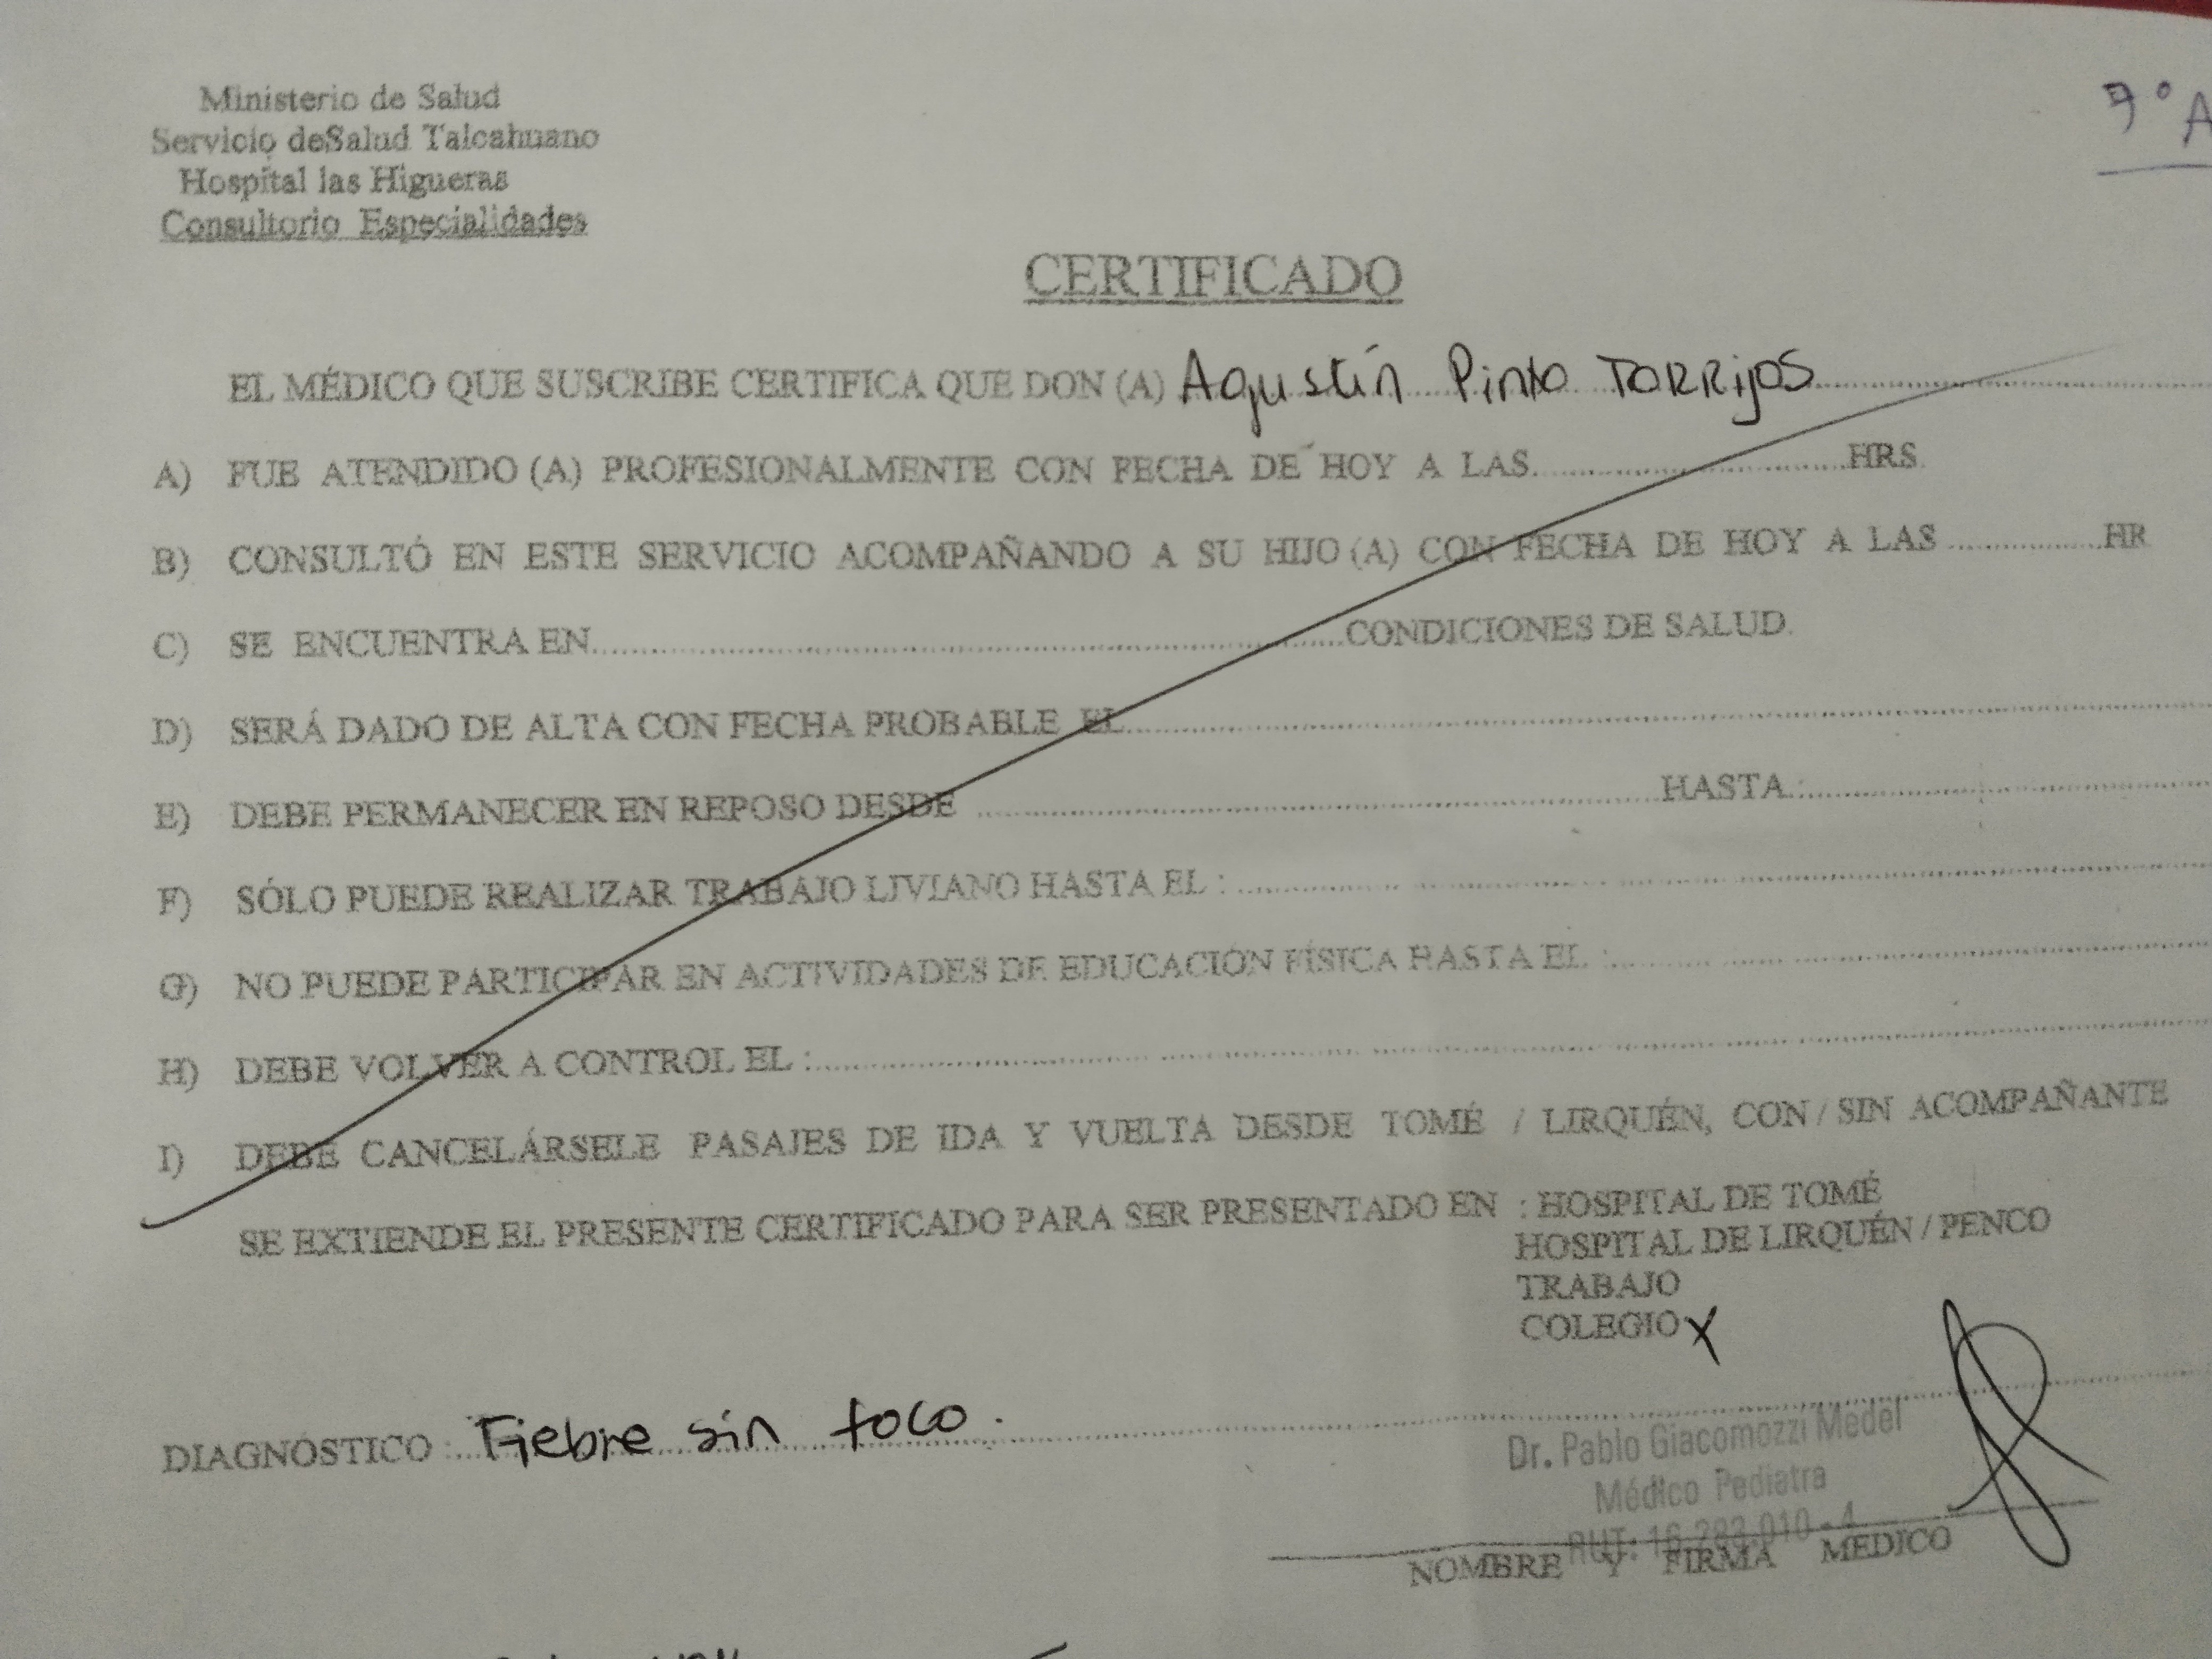 Ministerio de Salud
Servicio deSalud Talcahuano
Hospital las Higueras
Consultorio Especialidades
7° A
CERTIFICADO
EL MÉDICO QUE SUSCRIBE CERTIFICA QUE DON (A) Agustín Pinto Torrijos
A) FUE ATENDIDO (A) PROFESIONALMENTE CON FECHA DE HOY A LAS..............................HRS.
B) CONSULTÓ EN ESTE SERVICIO ACOMPAÑANDO A SU HIJO (A) CON FECHA DE HOY A LAS ...............HR
C) SE ENCUENTRA EN..............................CONDICIONES DE SALUD.
D) SERÁ DADO DE ALTA CON FECHA PROBABLE EL..............................
E) DEBE PERMANECER EN REPOSO DESDE ..............................HASTA :..............................
F) SÓLO PUEDE REALIZAR TRABAJO LIVIANO HASTA EL : ..............................
G) NO PUEDE PARTICIPAR EN ACTIVIDADES DE EDUCACIÓN FÍSICA HASTA EL :..............................
H) DEBE VOLVER A CONTROL EL :..............................
I) DEBE CANCELÁRSELE PASAJES DE IDA Y VUELTA DESDE TOMÉ / LIRQUÉN, CON / SIN ACOMPAÑANTE
SE EXTIENDE EL PRESENTE CERTIFICADO PARA SER PRESENTADO EN : HOSPITAL DE TOMÉ
HOSPITAL DE LIRQUÉN / PENCO
TRABAJO
COLEGIO X
DIAGNÓSTICO : Fiebre sin foco.
Dr. Pablo Giacomozzi Medel
Médico Pediatra
RUT: 16.283.010-4
NOMBRE Y FIRMA MEDICO